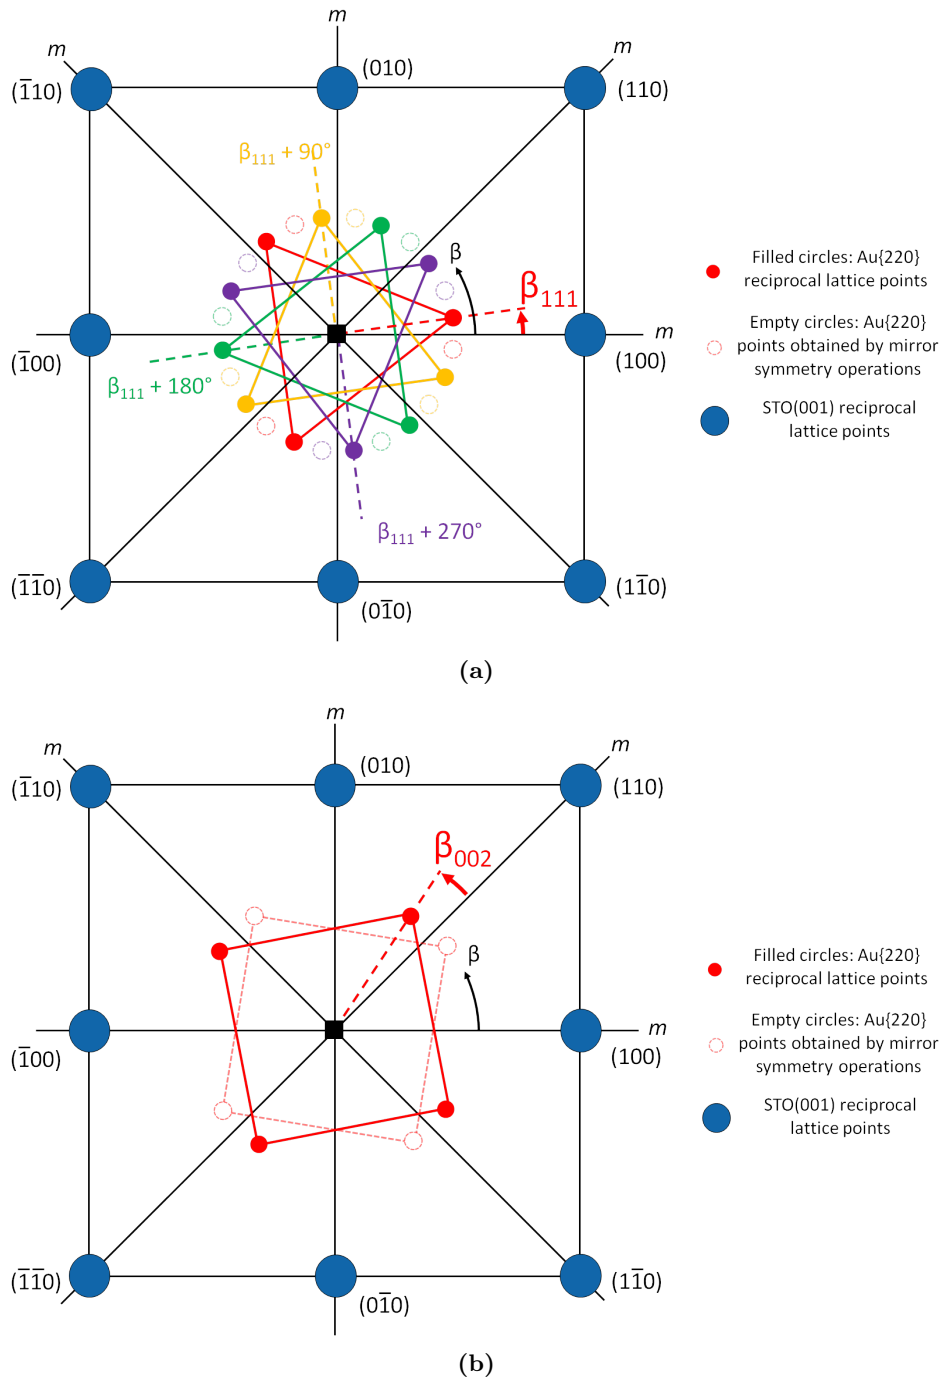 m
m
m
(1̅10)
(010)
(110)
β₁₁₁ + 90°
β
β₁₁₁
(1̅00)
m
(100)
β₁₁₁ + 180°
β₁₁₁ + 270°
(1̅1̅0)
(01̅0)
(11̅0)
Filled circles: Au{220}
reciprocal lattice points
Empty circles: Au{220}
points obtained by mirror
symmetry operations
STO(001) reciprocal
lattice points
(a)
m
m
m
(1̅10)
(010)
(110)
β₀₀₂
β
(1̅00)
m
(100)
(1̅1̅0)
(01̅0)
(11̅0)
Filled circles: Au{220}
reciprocal lattice points
Empty circles: Au{220}
points obtained by mirror
symmetry operations
STO(001) reciprocal
lattice points
(b)